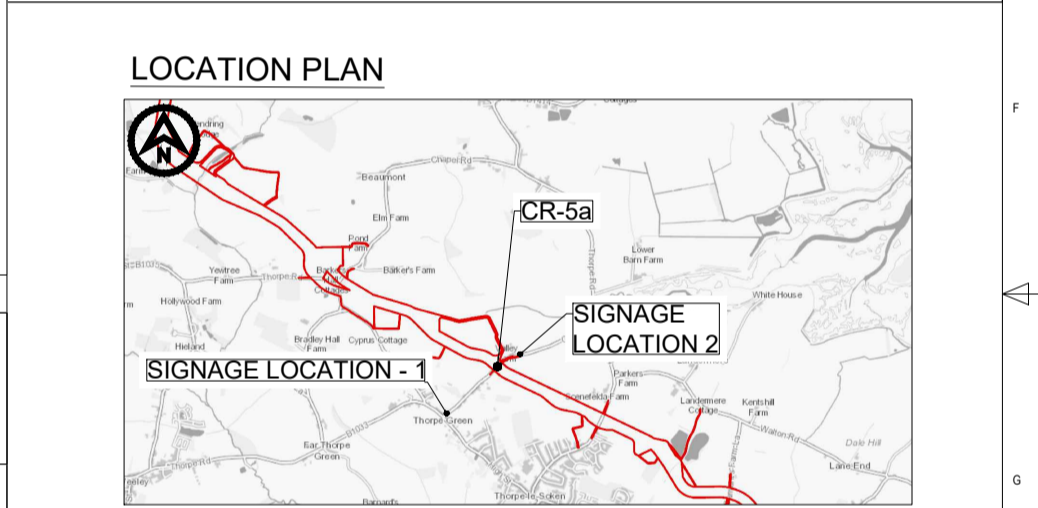 LOCATION PLAN
F
N
Chapel Rd
Beaumont
CR-5a
Elm Farm
Pond
Farm
Thorpe Rd
Lower
Barn Farm
B1035
Yewtree
Farm
Thorpe R
Barker's Farm
Cottages
White House
Hollywood Farm
SIGNAGE
LOCATION 2
Bradley Hall
Farm
Cyprus Cottage
Hieland
SIGNAGE LOCATION - 1
Parkers
Farm
Landermere
Cottage
Kentshill
Farm
Thorpe Green
B1033
Walton Rd
Dale Hill
Green
Thorpe Rd
Lane End
Thorpe-le-Soken
G